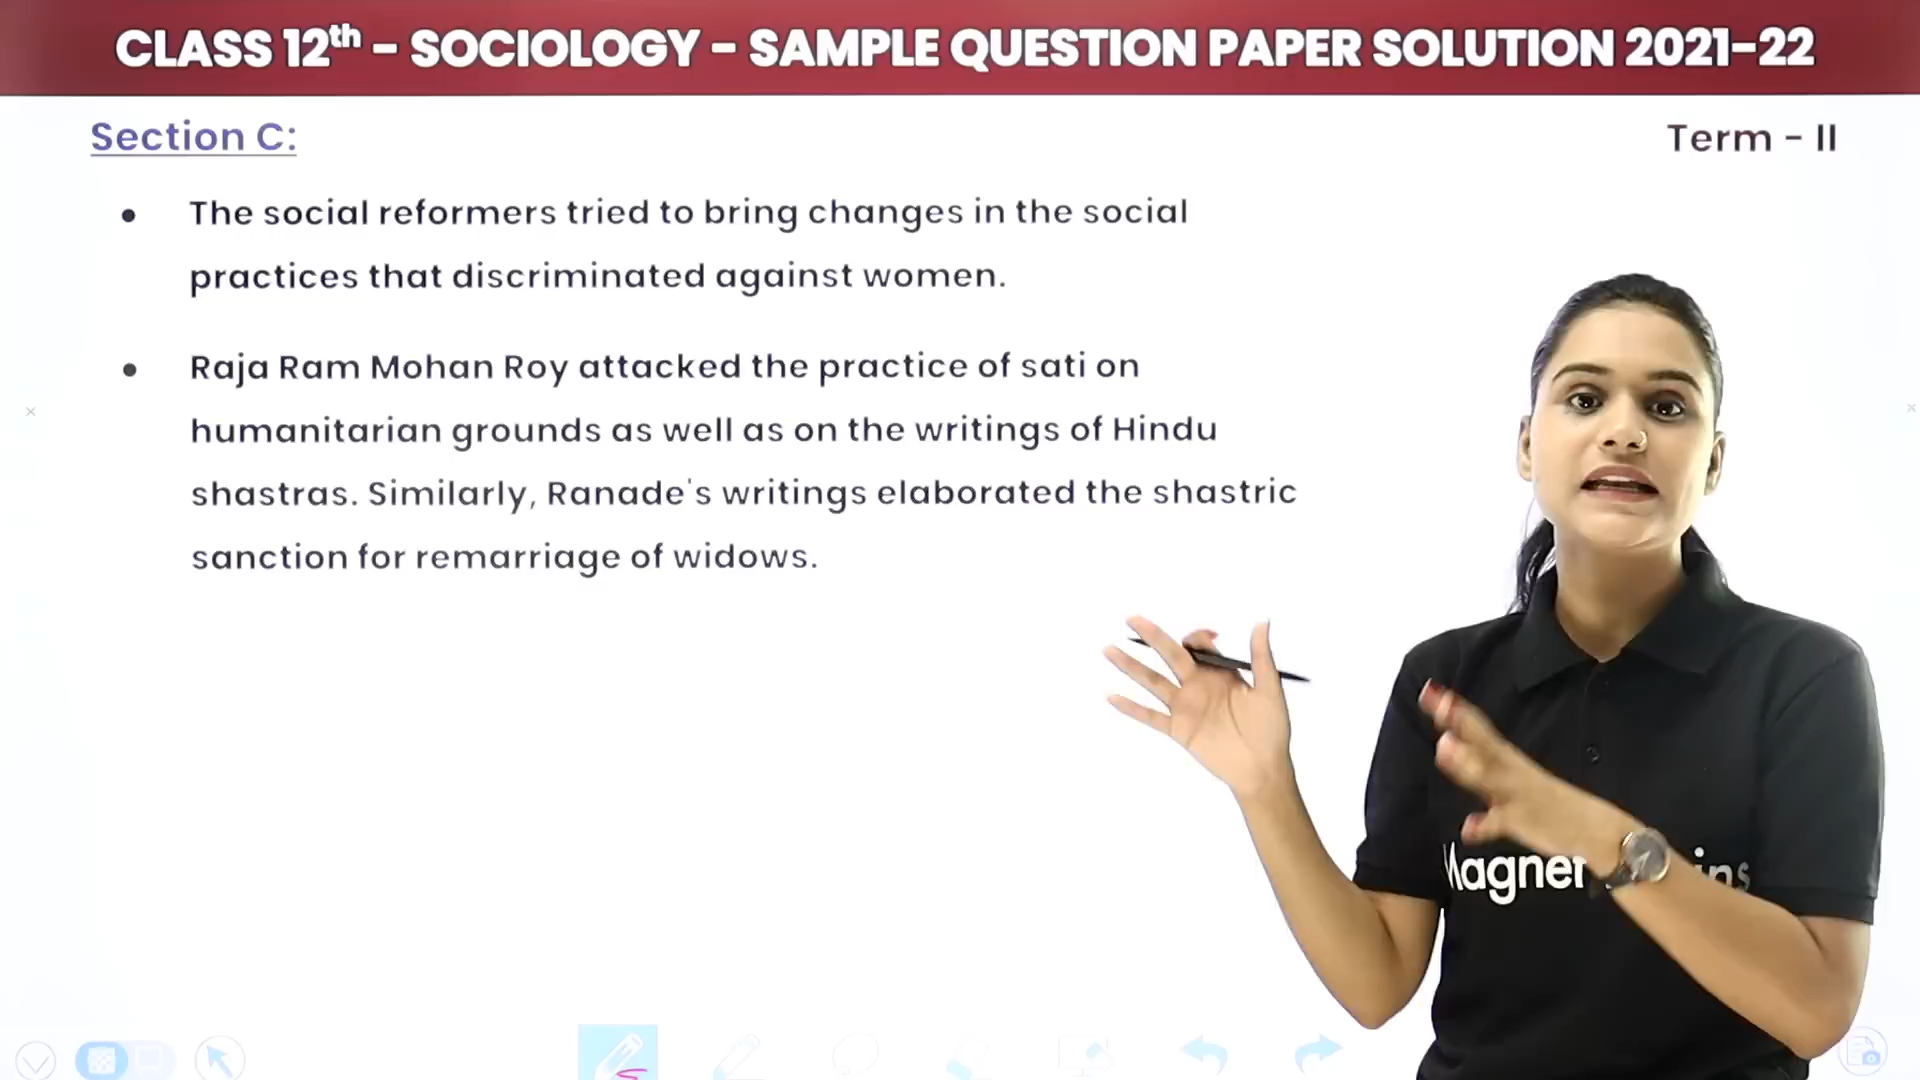 CLASS 12th - SOCIOLOGY - SAMPLE QUESTION PAPER SOLUTION 2021-22
Section C:
Term - II
• The social reformers tried to bring changes in the social
practices that discriminated against women.
• Raja Ram Mohan Roy attacked the practice of sati on
humanitarian grounds as well as on the writings of Hindu
shastras. Similarly, Ranade's writings elaborated the shastric
sanction for remarriage of widows.